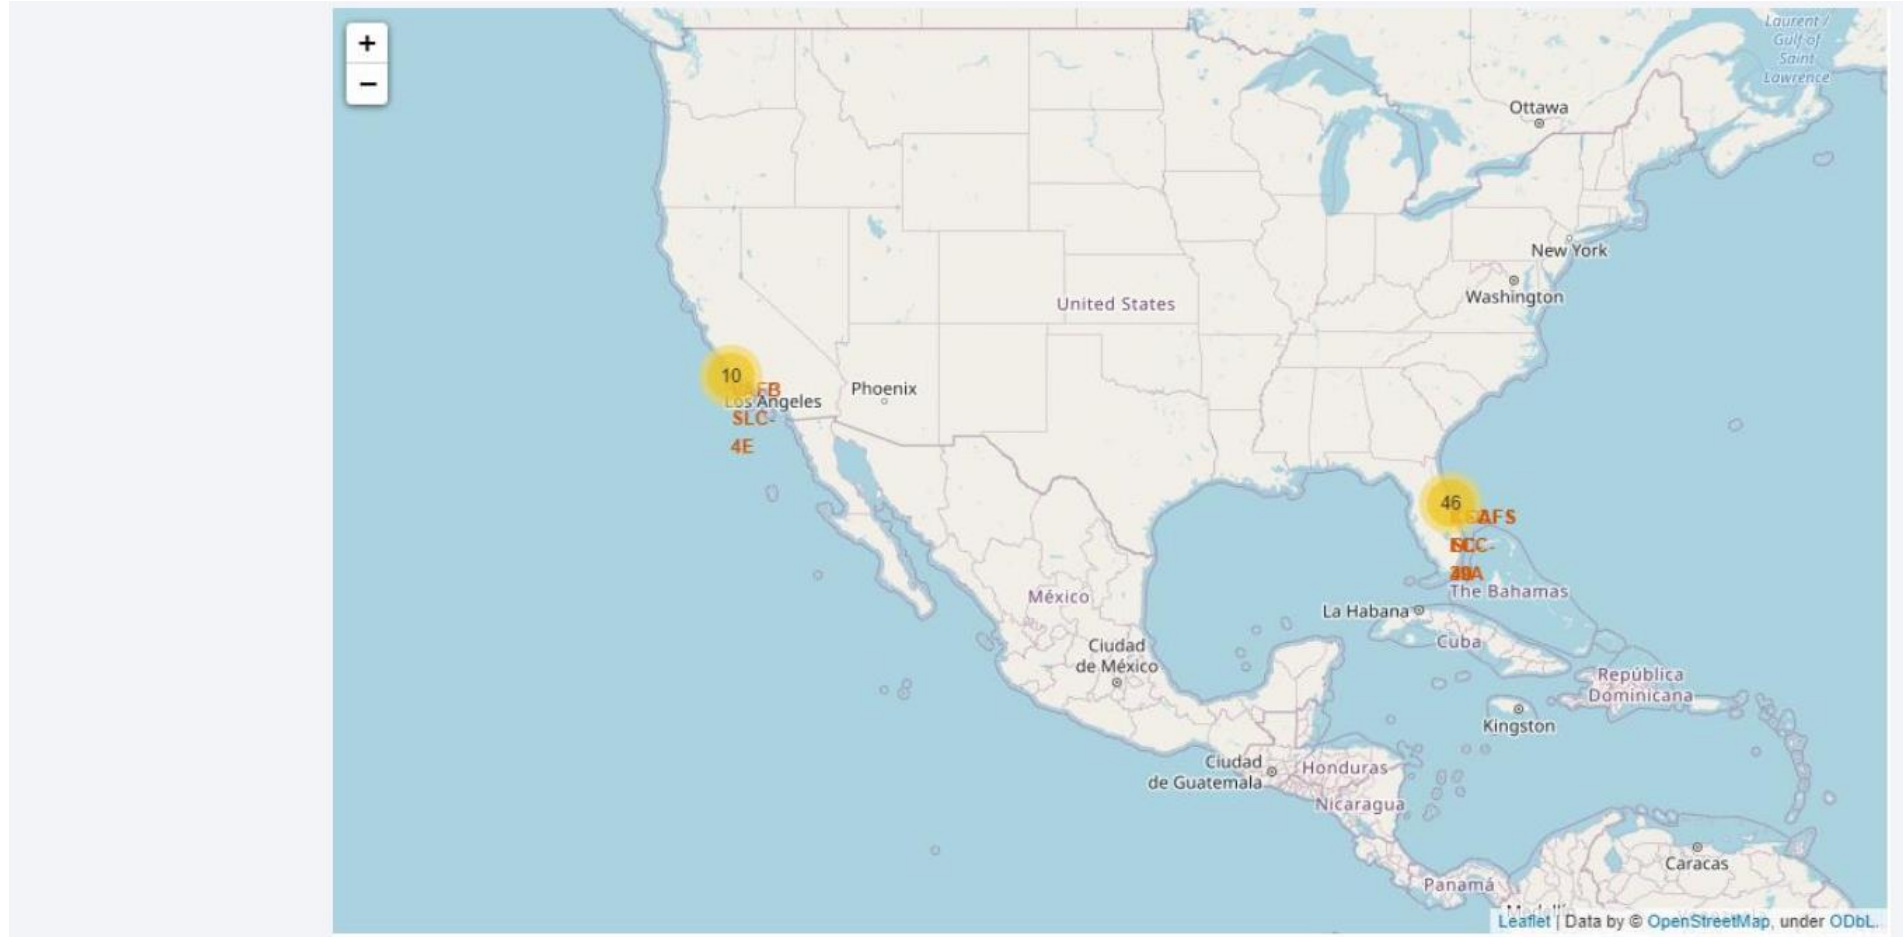 +
−
Laurent /
Gulf of
Saint
Lawrence
Ottawa
New York
Washington
United States
10
Los Angeles
SLC-
4E
Phoenix
46
The Bahamas
México
La Habana
Cuba
Ciudad
de México
República
Dominicana
Kingston
Ciudad
de Guatemala
Honduras
Nicaragua
Caracas
Panamá
Leaflet | Data by © OpenStreetMap, under ODbL.